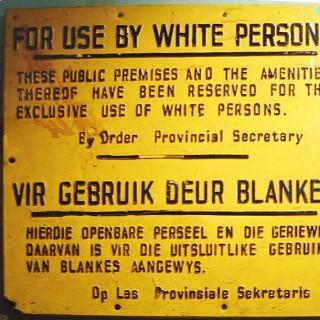 FOR USE BY WHITE PERSON
THESE PUBLIC PREMISES AND THE AMENITIE
THEREOF HAVE BEEN RESERVED FOR TH
EXCLUSIVE USE OF WHITE PERSONS.
By Order Provincial Secretary
VIR GEBRUIK DEUR BLANKE
HIERDIE OPENBARE PERSEEL EN DIE GERIEWE
DAARVAN IS VIR DIE UITSLUITLIKE GEBRUIK
VAN BLANKES AANGEWYS.
Op Las Provinsiale Sekretaris